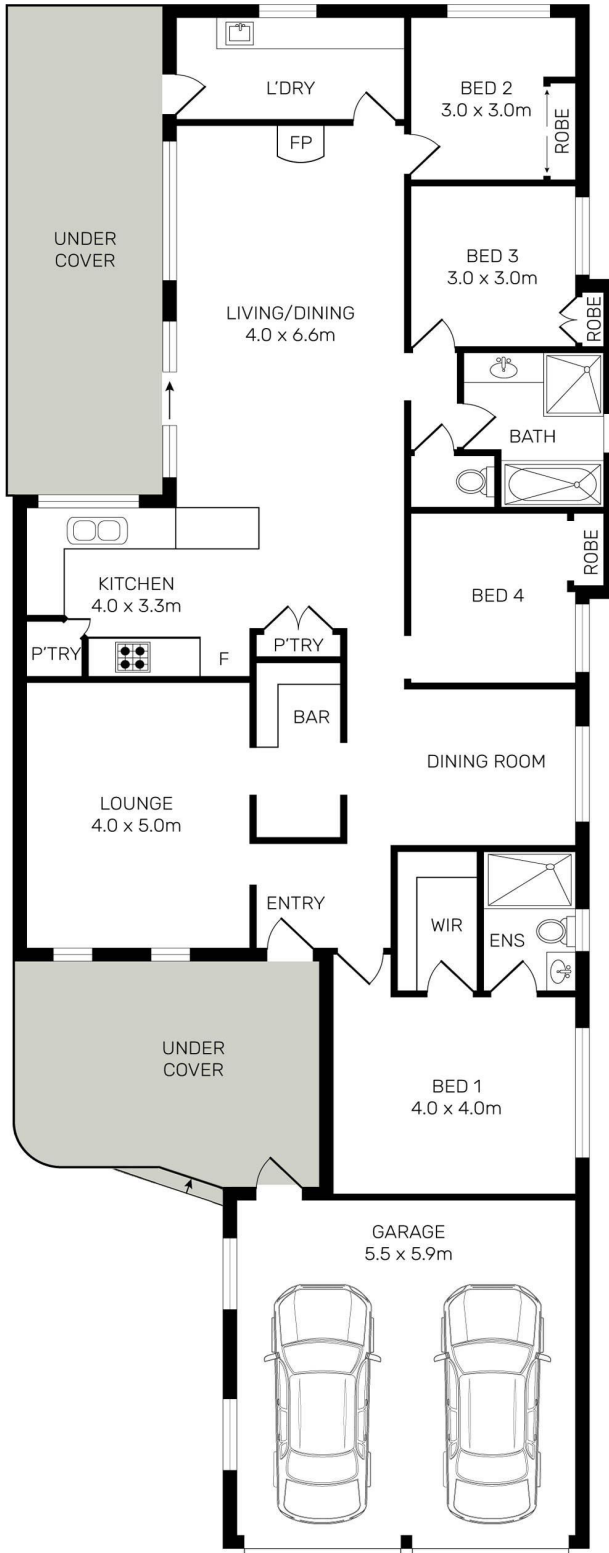 L'DRY
BED 2
3.0 x 3.0m
ROBE
FP
UNDER
COVER
BED 3
3.0 x 3.0m
ROBE
LIVING/DINING
4.0 x 6.6m
BATH
KITCHEN
4.0 x 3.3m
BED 4
ROBE
P'TRY
F
P'TRY
BAR
DINING ROOM
LOUNGE
4.0 x 5.0m
ENTRY
WIR
ENS
UNDER
COVER
BED 1
4.0 x 4.0m
GARAGE
5.5 x 5.9m